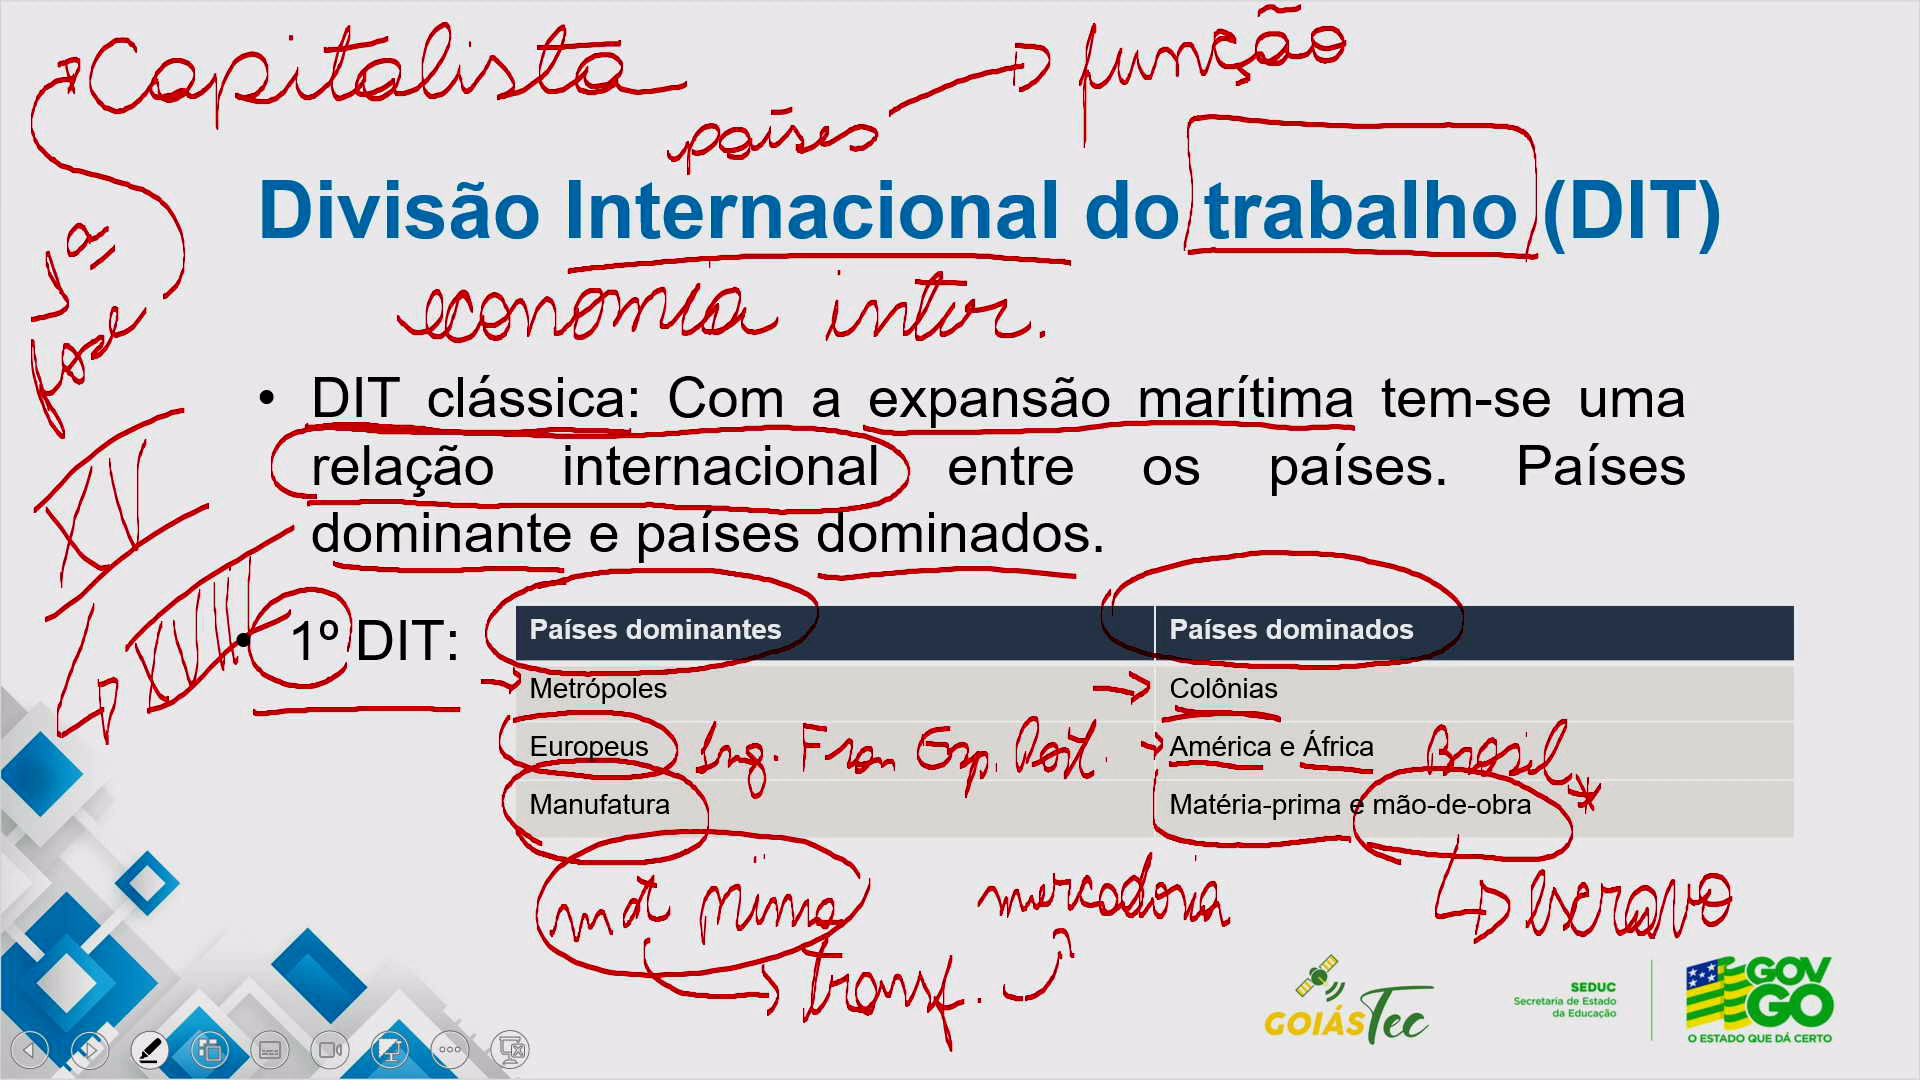 Capitalista
países
função
Divisão Internacional do trabalho (DIT)
1ª
fase
economia inter.
• DIT clássica: Com a expansão marítima tem-se uma
relação internacional entre os países. Países
dominante e países dominados.
XV
XVIII
• 1º DIT:
Países dominantes Países dominados
Metrópoles Colônias
Europeus Ing. Fran Esp. Port. América e África Brasil *
Manufatura Matéria-prima e mão-de-obra
mat prima mercadoria escravo
transf.
GOIÁS Tec
SEDUC
Secretaria de Estado
da Educação
GOV
GO
O ESTADO QUE DÁ CERTO